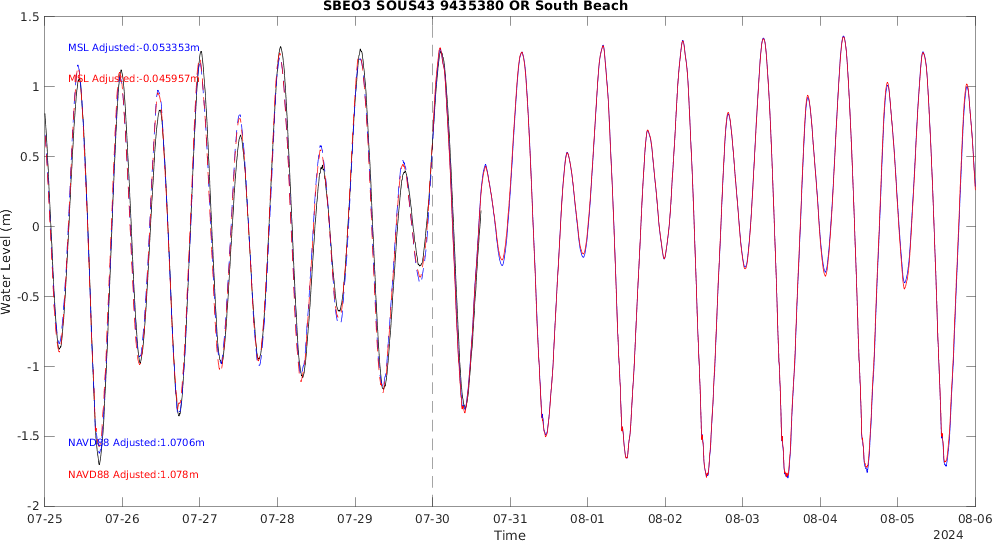 SBEO3 SOUS43 9435380 OR South Beach
1.5
MSL Adjusted:-0.053353m
MSL Adjusted:-0.045957m
1
0.5
0
-0.5
-1
-1.5
-2
Water Level (m)
NAVD88 Adjusted:1.0706m
NAVD88 Adjusted:1.078m
07-25 07-26 07-27 07-28 07-29 07-30 07-31 08-01 08-02 08-03 08-04 08-05 08-06
Time
2024